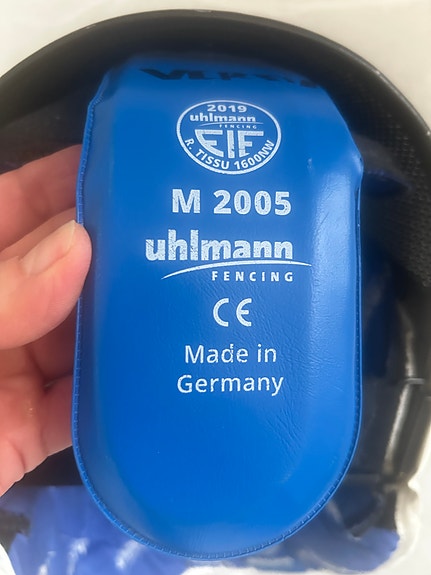 2019
uhlmann
FENCING
FIE
R. TISSU 1600NW
M 2005
uhlmann
FENCING
CE
Made in
Germany